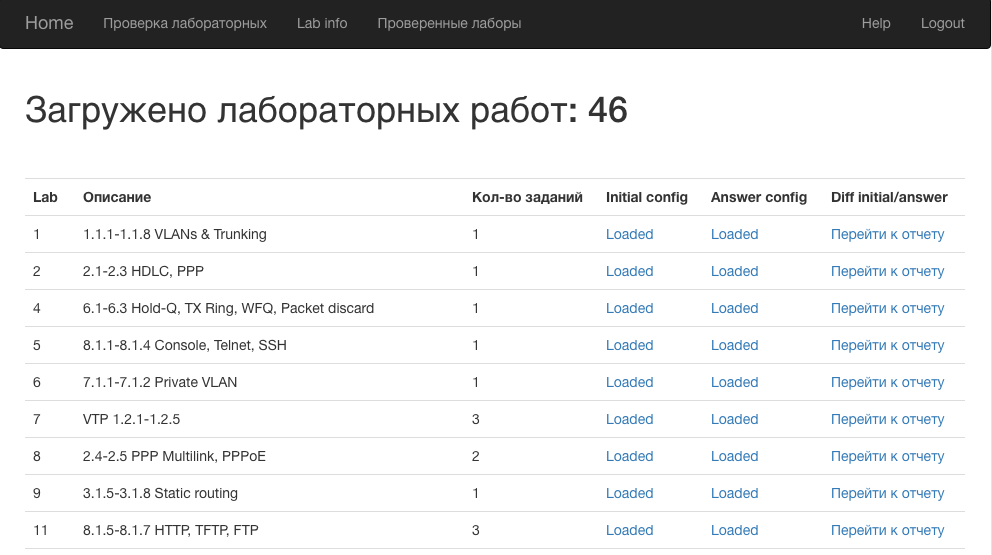 Home Проверка лабораторных Lab info Проверенные лаборы Help Logout
Загружено лабораторных работ: 46
Lab Описание Кол-во заданий Initial config Answer config Diff initial/answer
1 1.1.1-1.1.8 VLANs & Trunking 1 Loaded Loaded Перейти к отчету
2 2.1-2.3 HDLC, PPP 1 Loaded Loaded Перейти к отчету
4 6.1-6.3 Hold-Q, TX Ring, WFQ, Packet discard 1 Loaded Loaded Перейти к отчету
5 8.1.1-8.1.4 Console, Telnet, SSH 1 Loaded Loaded Перейти к отчету
6 7.1.1-7.1.2 Private VLAN 1 Loaded Loaded Перейти к отчету
7 VTP 1.2.1-1.2.5 3 Loaded Loaded Перейти к отчету
8 2.4-2.5 PPP Multilink, PPPoE 2 Loaded Loaded Перейти к отчету
9 3.1.5-3.1.8 Static routing 1 Loaded Loaded Перейти к отчету
11 8.1.5-8.1.7 HTTP, TFTP, FTP 3 Loaded Loaded Перейти к отчету